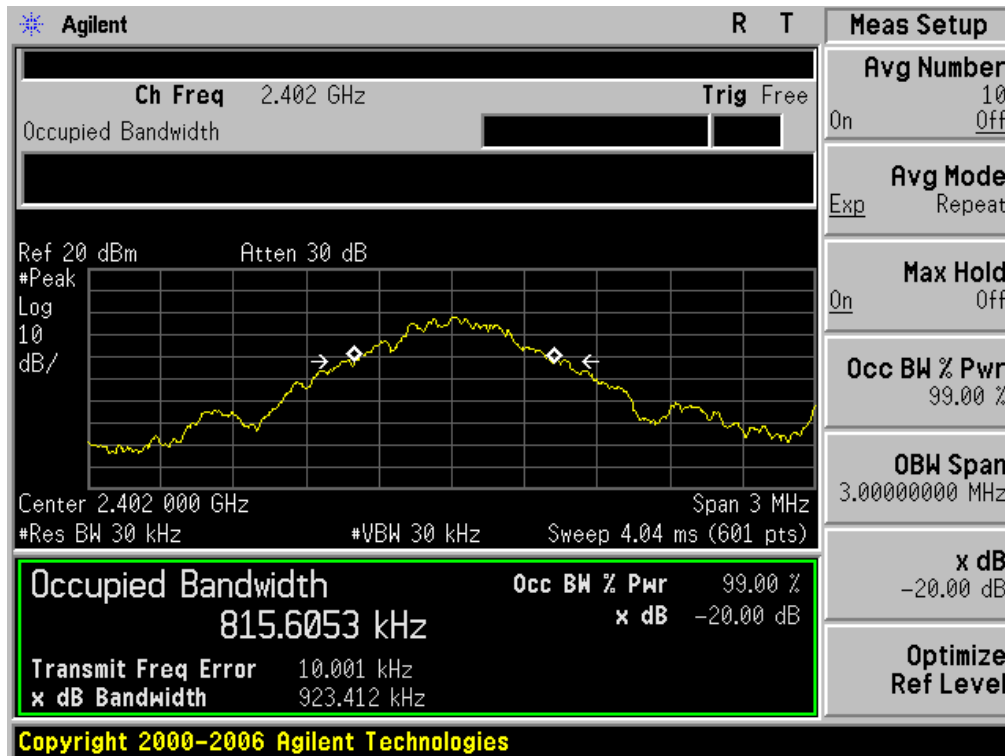 Agilent R T
Meas Setup
Ch Freq 2.402 GHz Trig Free
Occupied Bandwidth
Avg Number
10
On Off
Avg Mode
Exp Repeat
Ref 20 dBm Atten 30 dB
#Peak
Log
10
dB/
Max Hold
On Off
Occ BW % Pwr
99.00 %
OBW Span
3.00000000 MHz
Center 2.402 000 GHz Span 3 MHz
#Res BW 30 kHz #VBW 30 kHz Sweep 4.04 ms (601 pts)
Occupied Bandwidth
815.6053 kHz
Occ BW % Pwr 99.00 %
x dB -20.00 dB
Transmit Freq Error 10.001 kHz
x dB Bandwidth 923.412 kHz
x dB
-20.00 dB
Optimize
Ref Level
Copyright 2000-2006 Agilent Technologies